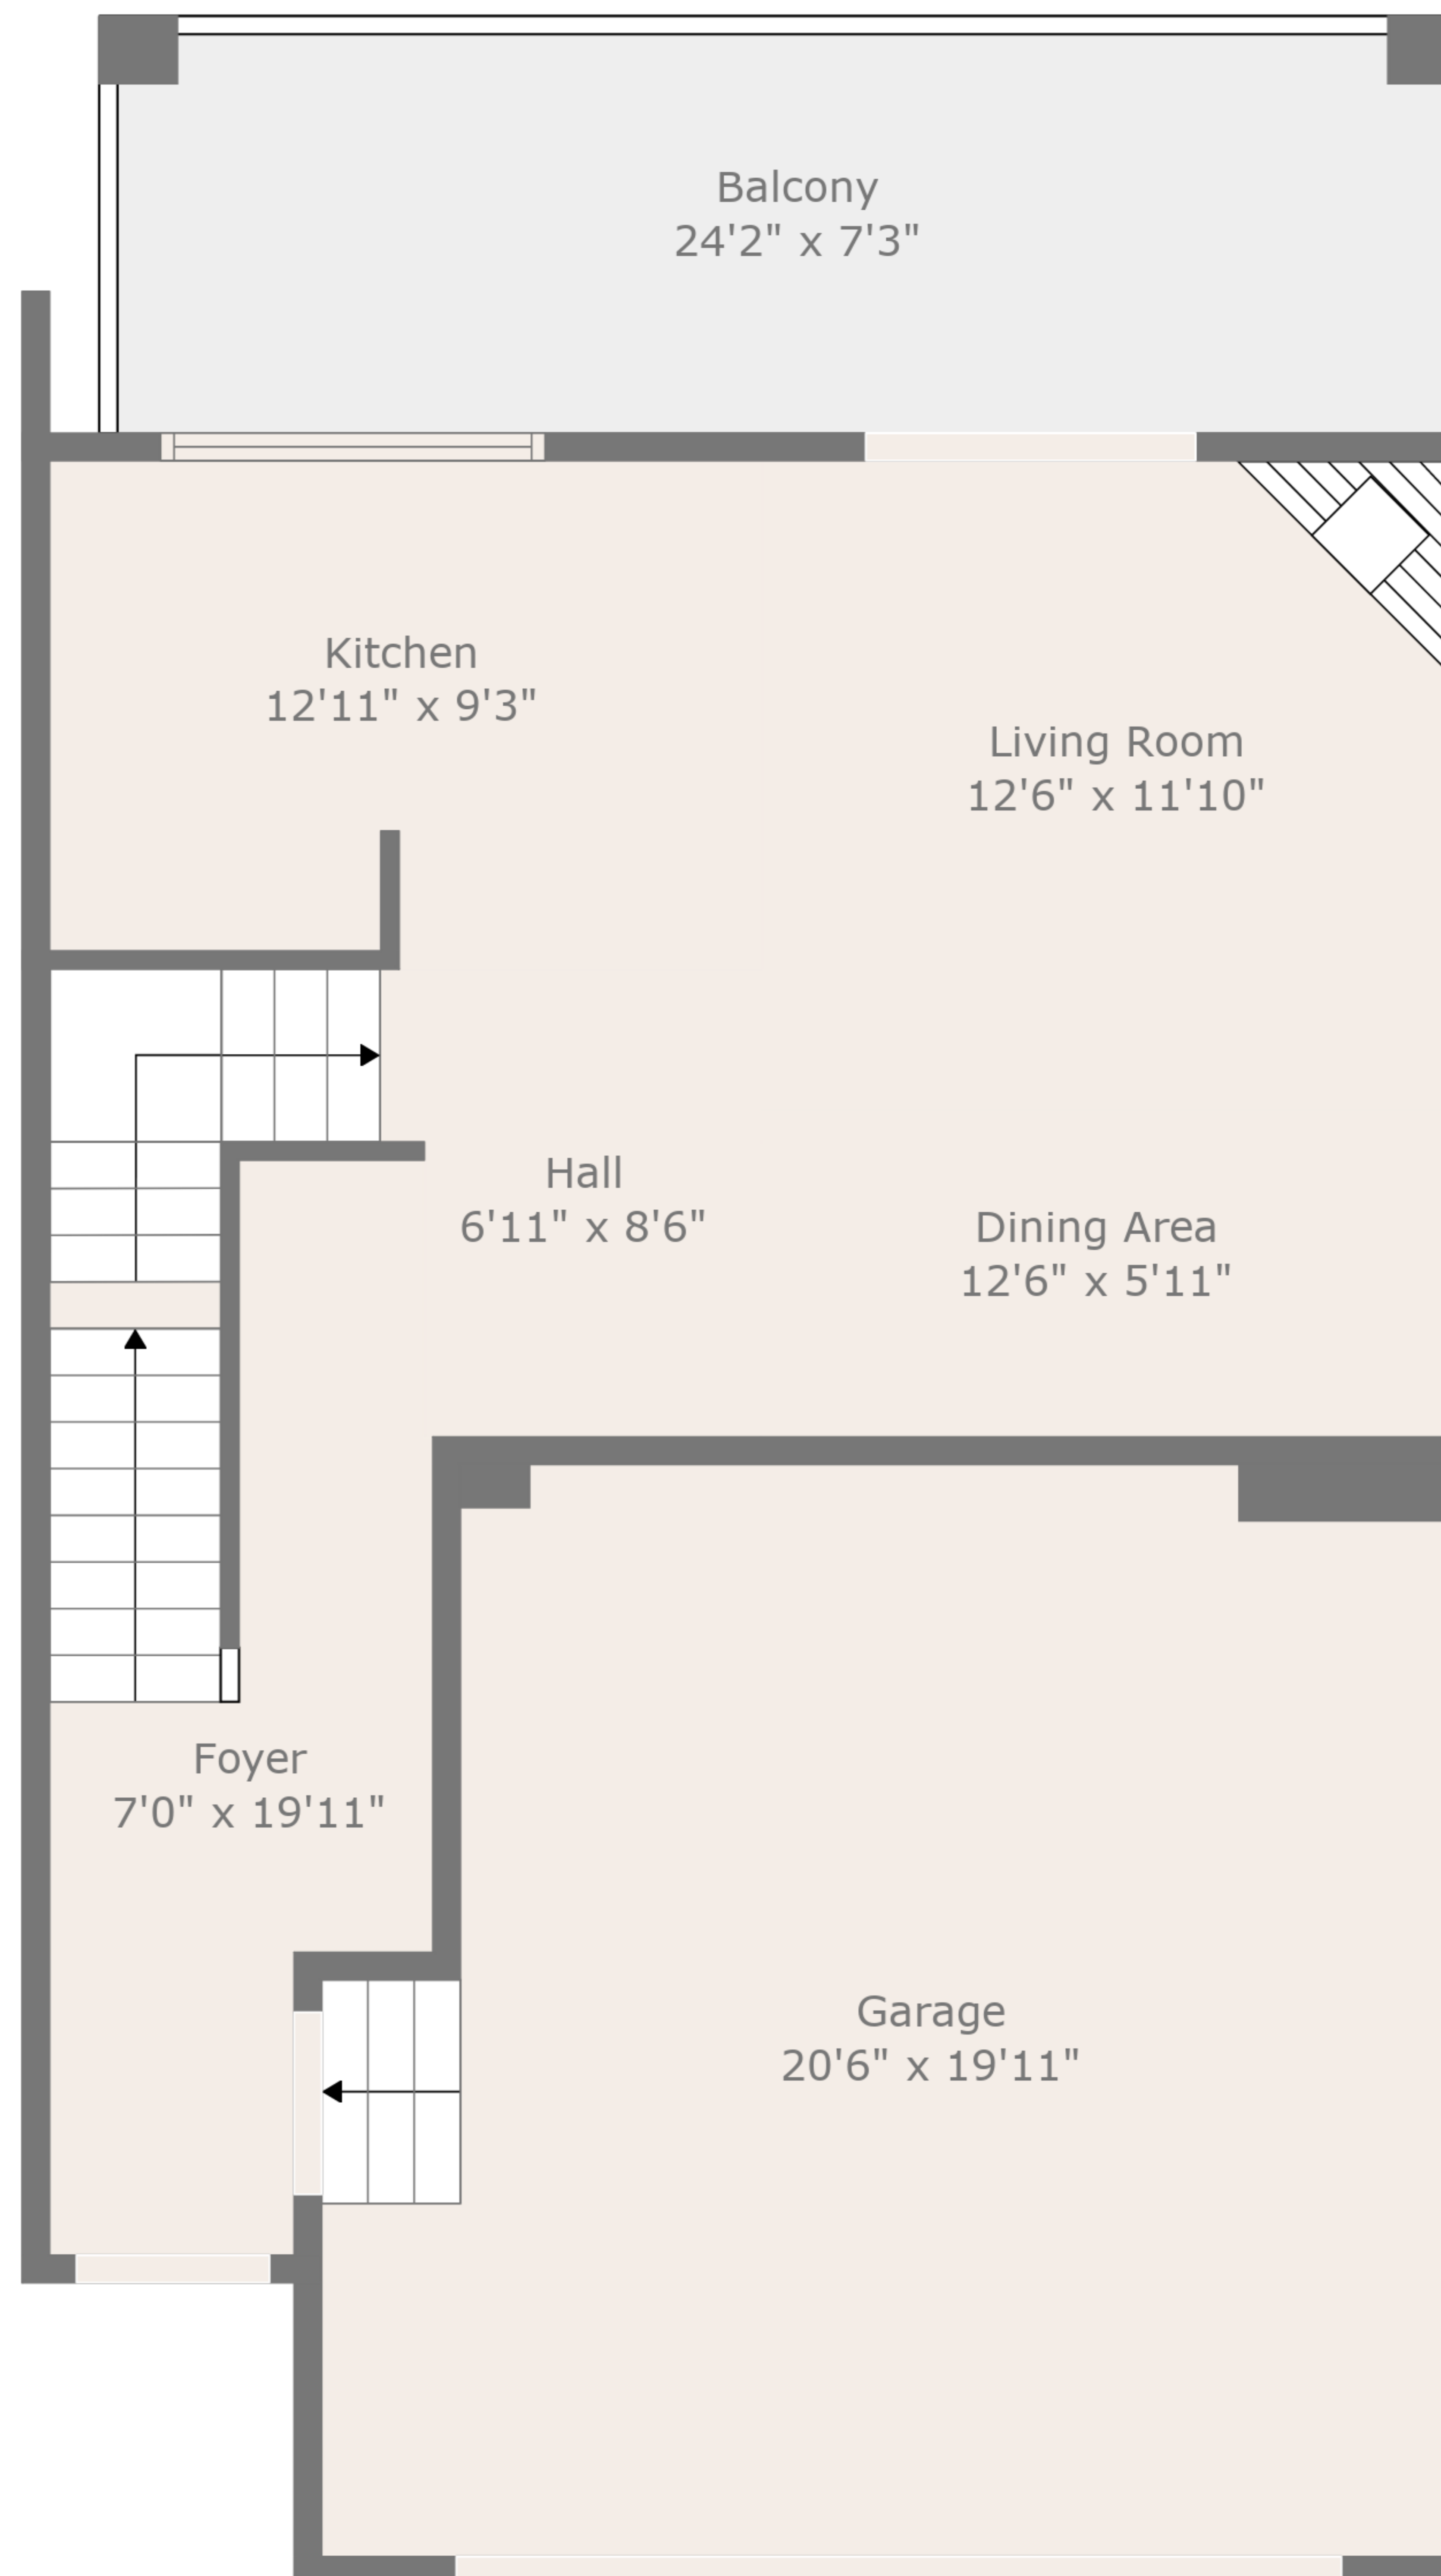 Balcony
24'2" x 7'3"
Kitchen
12'11" x 9'3"
Living Room
12'6" x 11'10"
Hall
6'11" x 8'6"
Dining Area
12'6" x 5'11"
Foyer
7'0" x 19'11"
Garage
20'6" x 19'11"